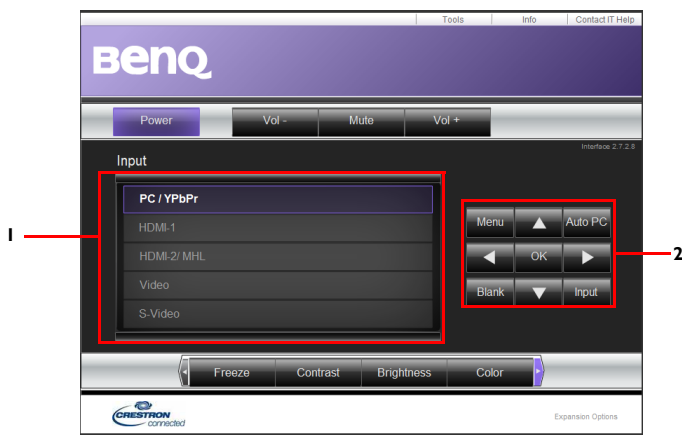 Tools Info Contact IT Help
BenQ
Power Vol - Mute Vol +
Interface 2.7.2.8
Input
PC / YPbPr
HDMI-1
HDMI-2/ MHL
Video
S-Video
Menu Auto PC
OK
Blank Input
1
2
Freeze Contrast Brightness Color
CRESTRON
connected
Expansion Options